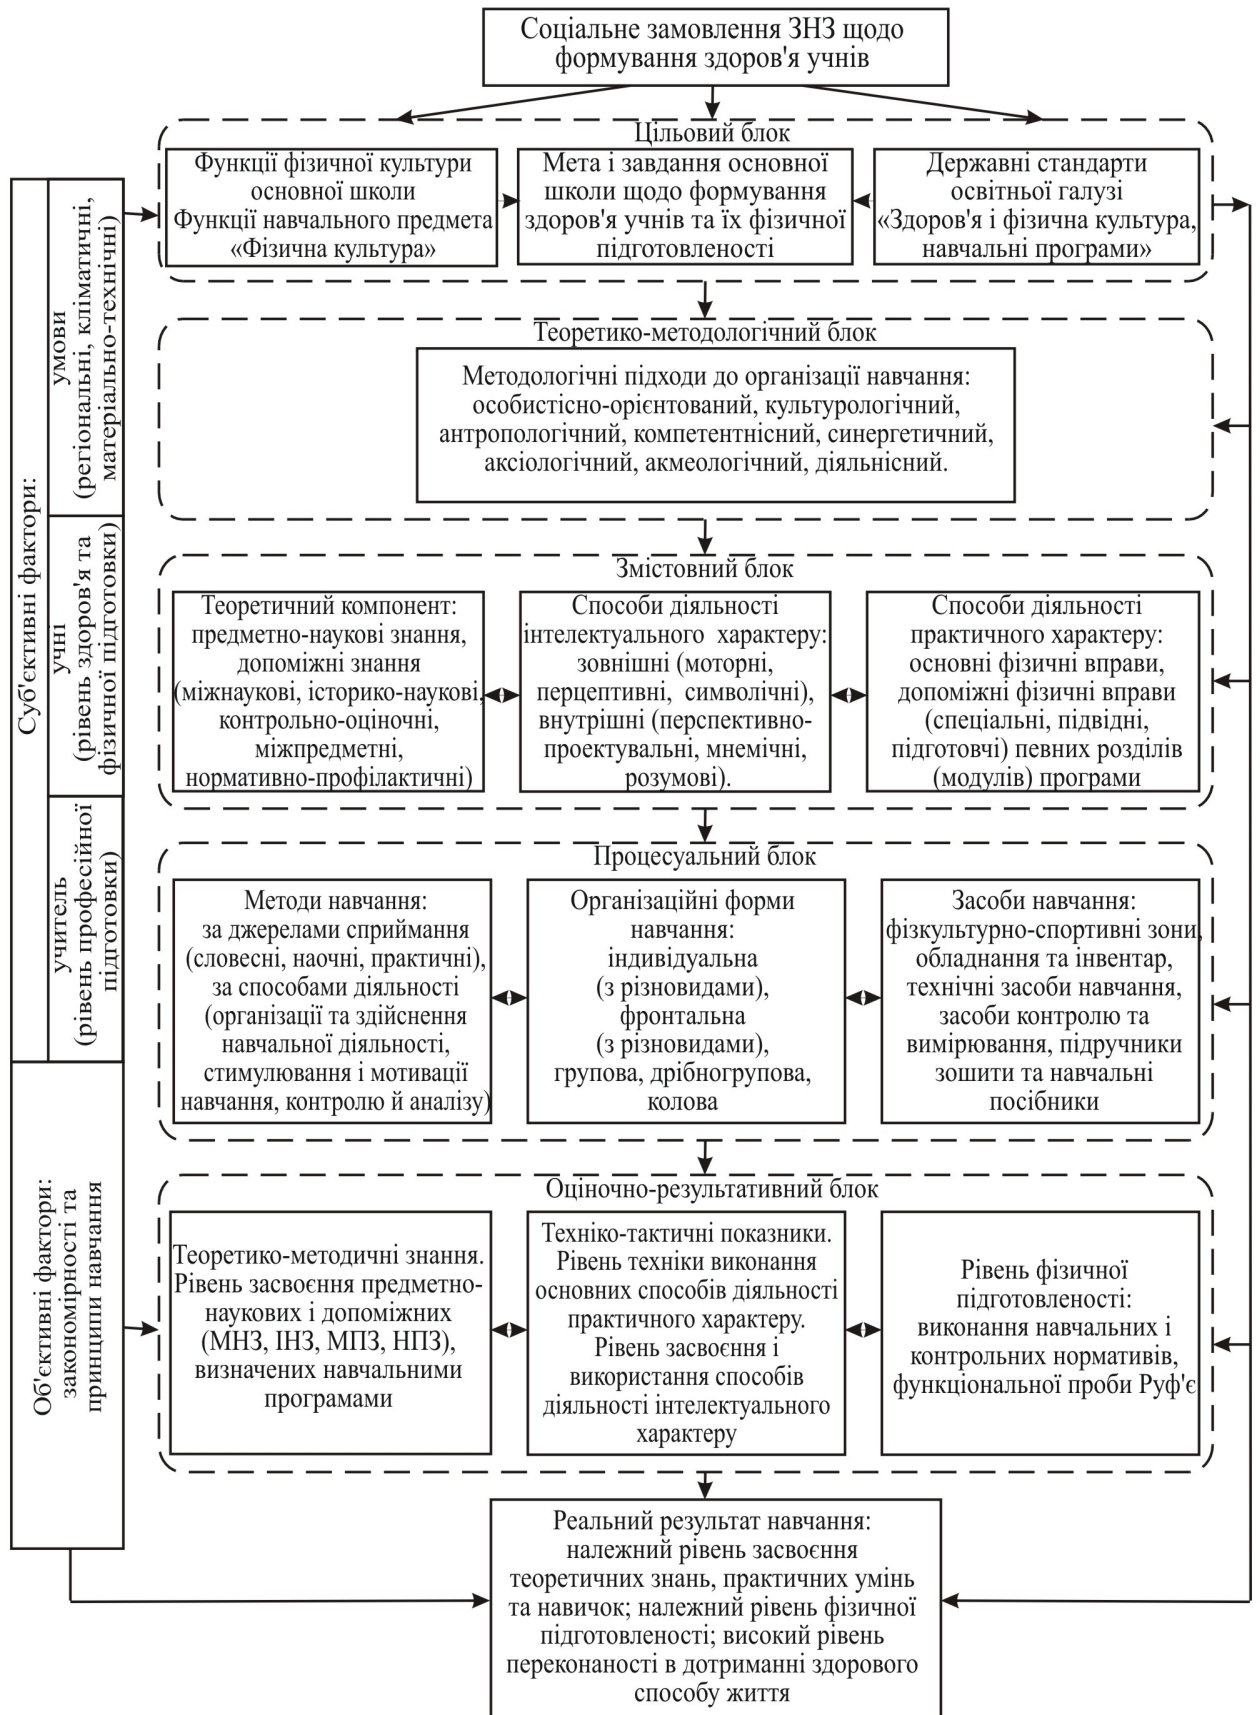 Соціальне замовлення ЗНЗ щодо
формування здоров'я учнів
Цільовий блок
Функції фізичної культури
основної школи
Функції навчального предмета
«Фізична культура»
Мета і завдання основної
школи щодо формування
здоров'я учнів та їх фізичної
підготовленості
Державні стандарти
освітньої галузі
«Здоров'я і фізична культура,
навчальні програми»
Суб'єктивні фактори:
умови
(регіональні, кліматичні,
матеріально-технічні)
учні
(рівень здоров'я та
фізичної підготовки)
учитель
(рівень професійної
підготовки)
Об'єктивні фактори:
закономірності та
принципи навчання
Теоретико-методологічний блок
Методологічні підходи до організації навчання:
особистісно-орієнтований, культурологічний,
антропологічний, компетентнісний, синергетичний,
аксіологічний, акмеологічний, діяльнісний.
Змістовний блок
Теоретичний компонент:
предметно-наукові знання,
допоміжні знання
(міжнаукові, історико-наукові,
контрольно-оціночні,
міжпредметні,
нормативно-профілактичні)
Способи діяльності
інтелектуального характеру:
зовнішні (моторні,
перцептивні, символічні),
внутрішні (перспективно-
проектувальні, мнемічні,
розумові).
Способи діяльності
практичного характеру:
основні фізичні вправи,
допоміжні фізичні вправи
(спеціальні, підвідні,
підготовчі) певних розділів
(модулів) програми
Процесуальний блок
Методи навчання:
за джерелами сприймання
(словесні, наочні, практичні),
за способами діяльності
(організації та здійснення
навчальної діяльності,
стимулювання і мотивації
навчання, контролю й аналізу)
Організаційні форми
навчання:
індивідуальна
(з різновидами),
фронтальна
(з різновидами),
групова, дрібногрупова,
колова
Засоби навчання:
фізкультурно-спортивні зони,
обладнання та інвентар,
технічні засоби навчання,
засоби контролю та
вимірювання, підручники
зошити та навчальні
посібники
Оціночно-результативний блок
Теоретико-методичні знання.
Рівень засвоєння предметно-
наукових і допоміжних
(МНЗ, ІНЗ, МПЗ, НПЗ),
визначених навчальними
програмами
Техніко-тактичні показники.
Рівень техніки виконання
основних способів діяльності
практичного характеру.
Рівень засвоєння і
використання способів
діяльності інтелектуального
характеру
Рівень фізичної
підготовленості:
виконання навчальних і
контрольних нормативів,
функціональної проби Руф'є
Реальний результат навчання:
належний рівень засвоєння
теоретичних знань, практичних умінь
та навичок; належний рівень фізичної
підготовленості; високий рівень
переконаності в дотриманні здорового
способу життя